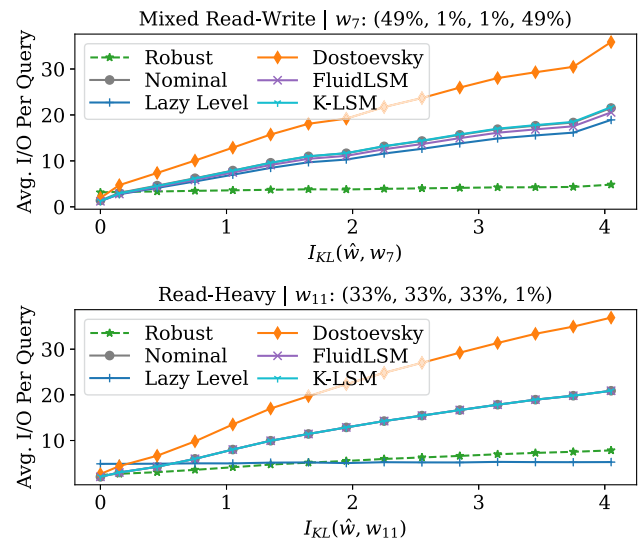 Mixed Read-Write | w₇: (49%, 1%, 1%, 49%)
Avg. I/O Per Query
30
20
10
0
Robust
Nominal
Lazy Level
Dostoevsky
FluidLSM
K-LSM
0 1 2 3 4
I_KL(ŵ, w₇)
Read-Heavy | w₁₁: (33%, 33%, 33%, 1%)
Avg. I/O Per Query
30
20
10
Robust
Nominal
Lazy Level
Dostoevsky
FluidLSM
K-LSM
0 1 2 3 4
I_KL(ŵ, w₁₁)